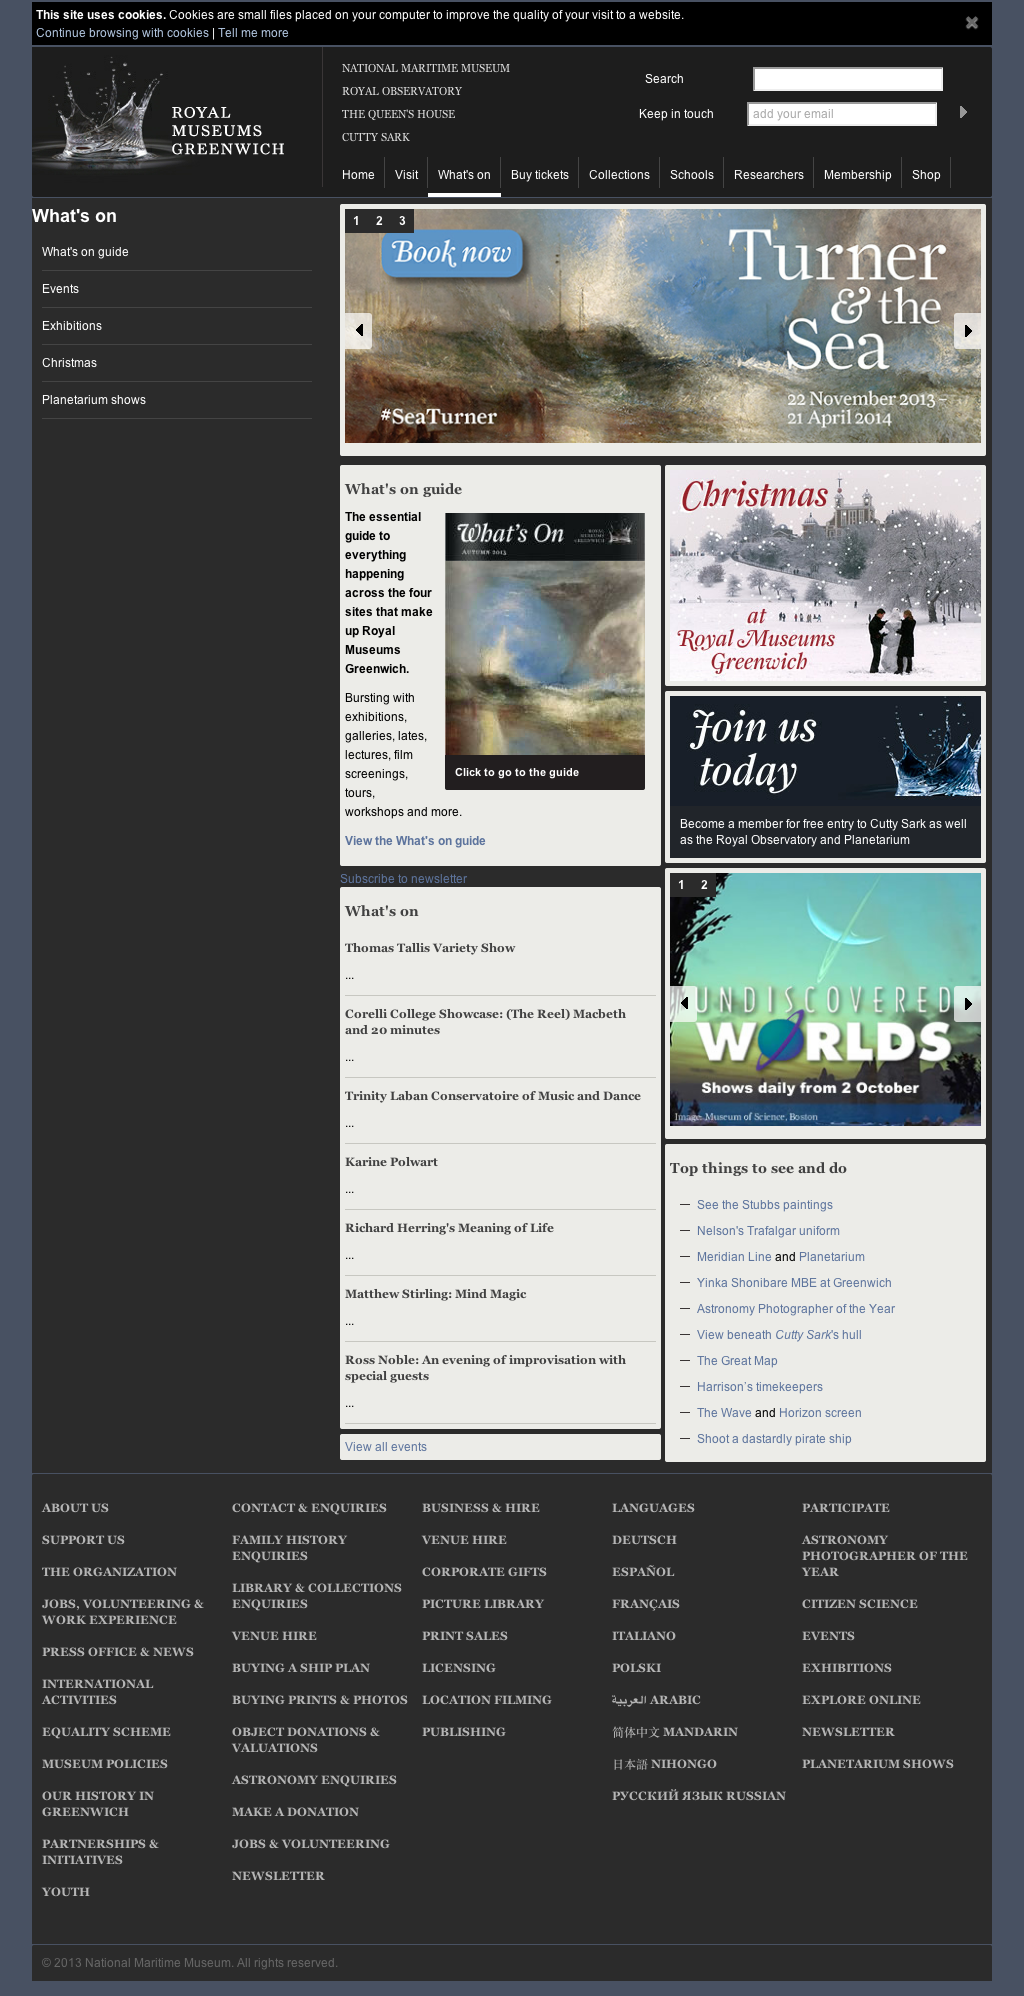 This site uses cookies. Cookies are small files placed on your computer to improve the quality of your visit to a website.
Continue browsing with cookies | Tell me more
ROYAL
MUSEUMS
GREENWICH
NATIONAL MARITIME MUSEUM
ROYAL OBSERVATORY
THE QUEEN'S HOUSE
CUTTY SARK
Search
Keep in touch
add your email
Home
Visit
What's on
Buy tickets
Collections
Schools
Researchers
Membership
Shop
What's on
What's on guide
Events
Exhibitions
Christmas
Planetarium shows
1 2 3
Book now
Turner
& the
Sea
22 November 2013 –
21 April 2014
#SeaTurner
What's on guide
The essential
guide to
everything
happening
across the four
sites that make
up Royal
Museums
Greenwich.
What's On
ROYAL
MUSEUMS
GREENWICH
AUTUMN 2013
Click to go to the guide
Bursting with
exhibitions,
galleries, lates,
lectures, film
screenings,
tours,
workshops and more.
View the What's on guide
Subscribe to newsletter
What's on
Thomas Tallis Variety Show
...
Corelli College Showcase: (The Reel) Macbeth
and 20 minutes
...
Trinity Laban Conservatoire of Music and Dance
...
Karine Polwart
...
Richard Herring's Meaning of Life
...
Matthew Stirling: Mind Magic
...
Ross Noble: An evening of improvisation with
special guests
...
View all events
Christmas
at
Royal Museums
Greenwich
Join us
today
Become a member for free entry to Cutty Sark as well
as the Royal Observatory and Planetarium
1 2
UNDISCOVERED
WORLDS
Shows daily from 2 October
Image: Museum of Science, Boston
Top things to see and do
See the Stubbs paintings
Nelson's Trafalgar uniform
Meridian Line and Planetarium
Yinka Shonibare MBE at Greenwich
Astronomy Photographer of the Year
View beneath Cutty Sark's hull
The Great Map
Harrison's timekeepers
The Wave and Horizon screen
Shoot a dastardly pirate ship
ABOUT US
SUPPORT US
THE ORGANIZATION
JOBS, VOLUNTEERING &
WORK EXPERIENCE
PRESS OFFICE & NEWS
INTERNATIONAL
ACTIVITIES
EQUALITY SCHEME
MUSEUM POLICIES
OUR HISTORY IN
GREENWICH
PARTNERSHIPS &
INITIATIVES
YOUTH
CONTACT & ENQUIRIES
FAMILY HISTORY
ENQUIRIES
LIBRARY & COLLECTIONS
ENQUIRIES
VENUE HIRE
BUYING A SHIP PLAN
BUYING PRINTS & PHOTOS
OBJECT DONATIONS &
VALUATIONS
ASTRONOMY ENQUIRIES
MAKE A DONATION
JOBS & VOLUNTEERING
NEWSLETTER
BUSINESS & HIRE
VENUE HIRE
CORPORATE GIFTS
PICTURE LIBRARY
PRINT SALES
LICENSING
LOCATION FILMING
PUBLISHING
LANGUAGES
DEUTSCH
ESPAÑOL
FRANÇAIS
ITALIANO
POLSKI
العربية ARABIC
简体中文 MANDARIN
日本語 NIHONGO
РУССКИЙ ЯЗЫК RUSSIAN
PARTICIPATE
ASTRONOMY
PHOTOGRAPHER OF THE
YEAR
CITIZEN SCIENCE
EVENTS
EXHIBITIONS
EXPLORE ONLINE
NEWSLETTER
PLANETARIUM SHOWS
© 2013 National Maritime Museum. All rights reserved.